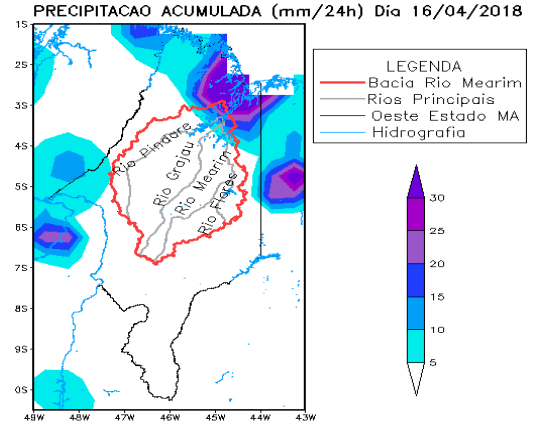 PRECIPITACAO ACUMULADA (mm/24h) Dia 16/04/2018
1S
2S
3S
4S
5S
6S
7S
8S
9S
10S
49W
48W
47W
46W
45W
44W
43W
Rio Pindare
Rio Grajau
Rio Mearim
Rio Flores
LEGENDA
Bacia Rio Mearim
Rios Principais
Oeste Estado MA
Hidrografia
30
25
20
15
10
5